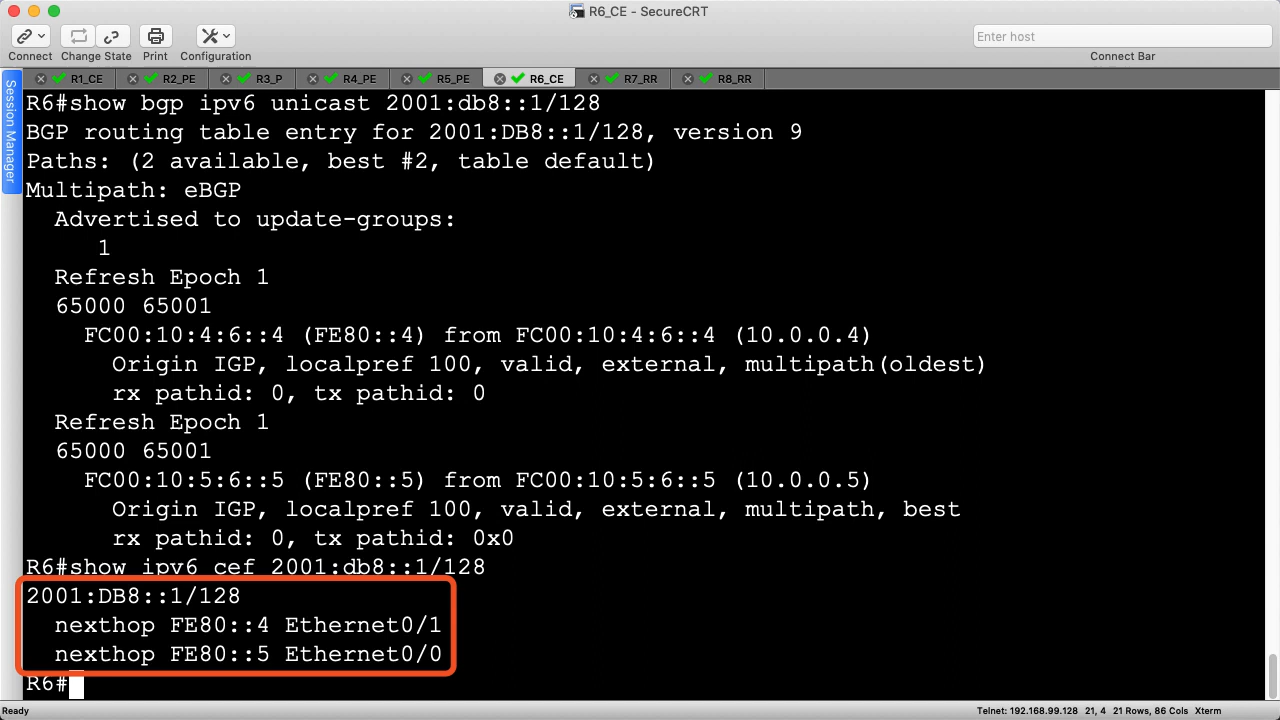 R6_CE - SecureCRT
Connect Change State Print Configuration
Enter host
Connect Bar
R1_CE R2_PE R3_P R4_PE R5_PE R6_CE R7_RR R8_RR
Session Manager
R6#show bgp ipv6 unicast 2001:db8::1/128
BGP routing table entry for 2001:DB8::1/128, version 9
Paths: (2 available, best #2, table default)
Multipath: eBGP
  Advertised to update-groups:
     1
  Refresh Epoch 1
  65000 65001
    FC00:10:4:6::4 (FE80::4) from FC00:10:4:6::4 (10.0.0.4)
      Origin IGP, localpref 100, valid, external, multipath(oldest)
      rx pathid: 0, tx pathid: 0
  Refresh Epoch 1
  65000 65001
    FC00:10:5:6::5 (FE80::5) from FC00:10:5:6::5 (10.0.0.5)
      Origin IGP, localpref 100, valid, external, multipath, best
      rx pathid: 0, tx pathid: 0x0
R6#show ipv6 cef 2001:db8::1/128
2001:DB8::1/128
  nexthop FE80::4 Ethernet0/1
  nexthop FE80::5 Ethernet0/0
R6#
Ready
Telnet: 192.168.99.128 21, 4 21 Rows, 86 Cols Xterm